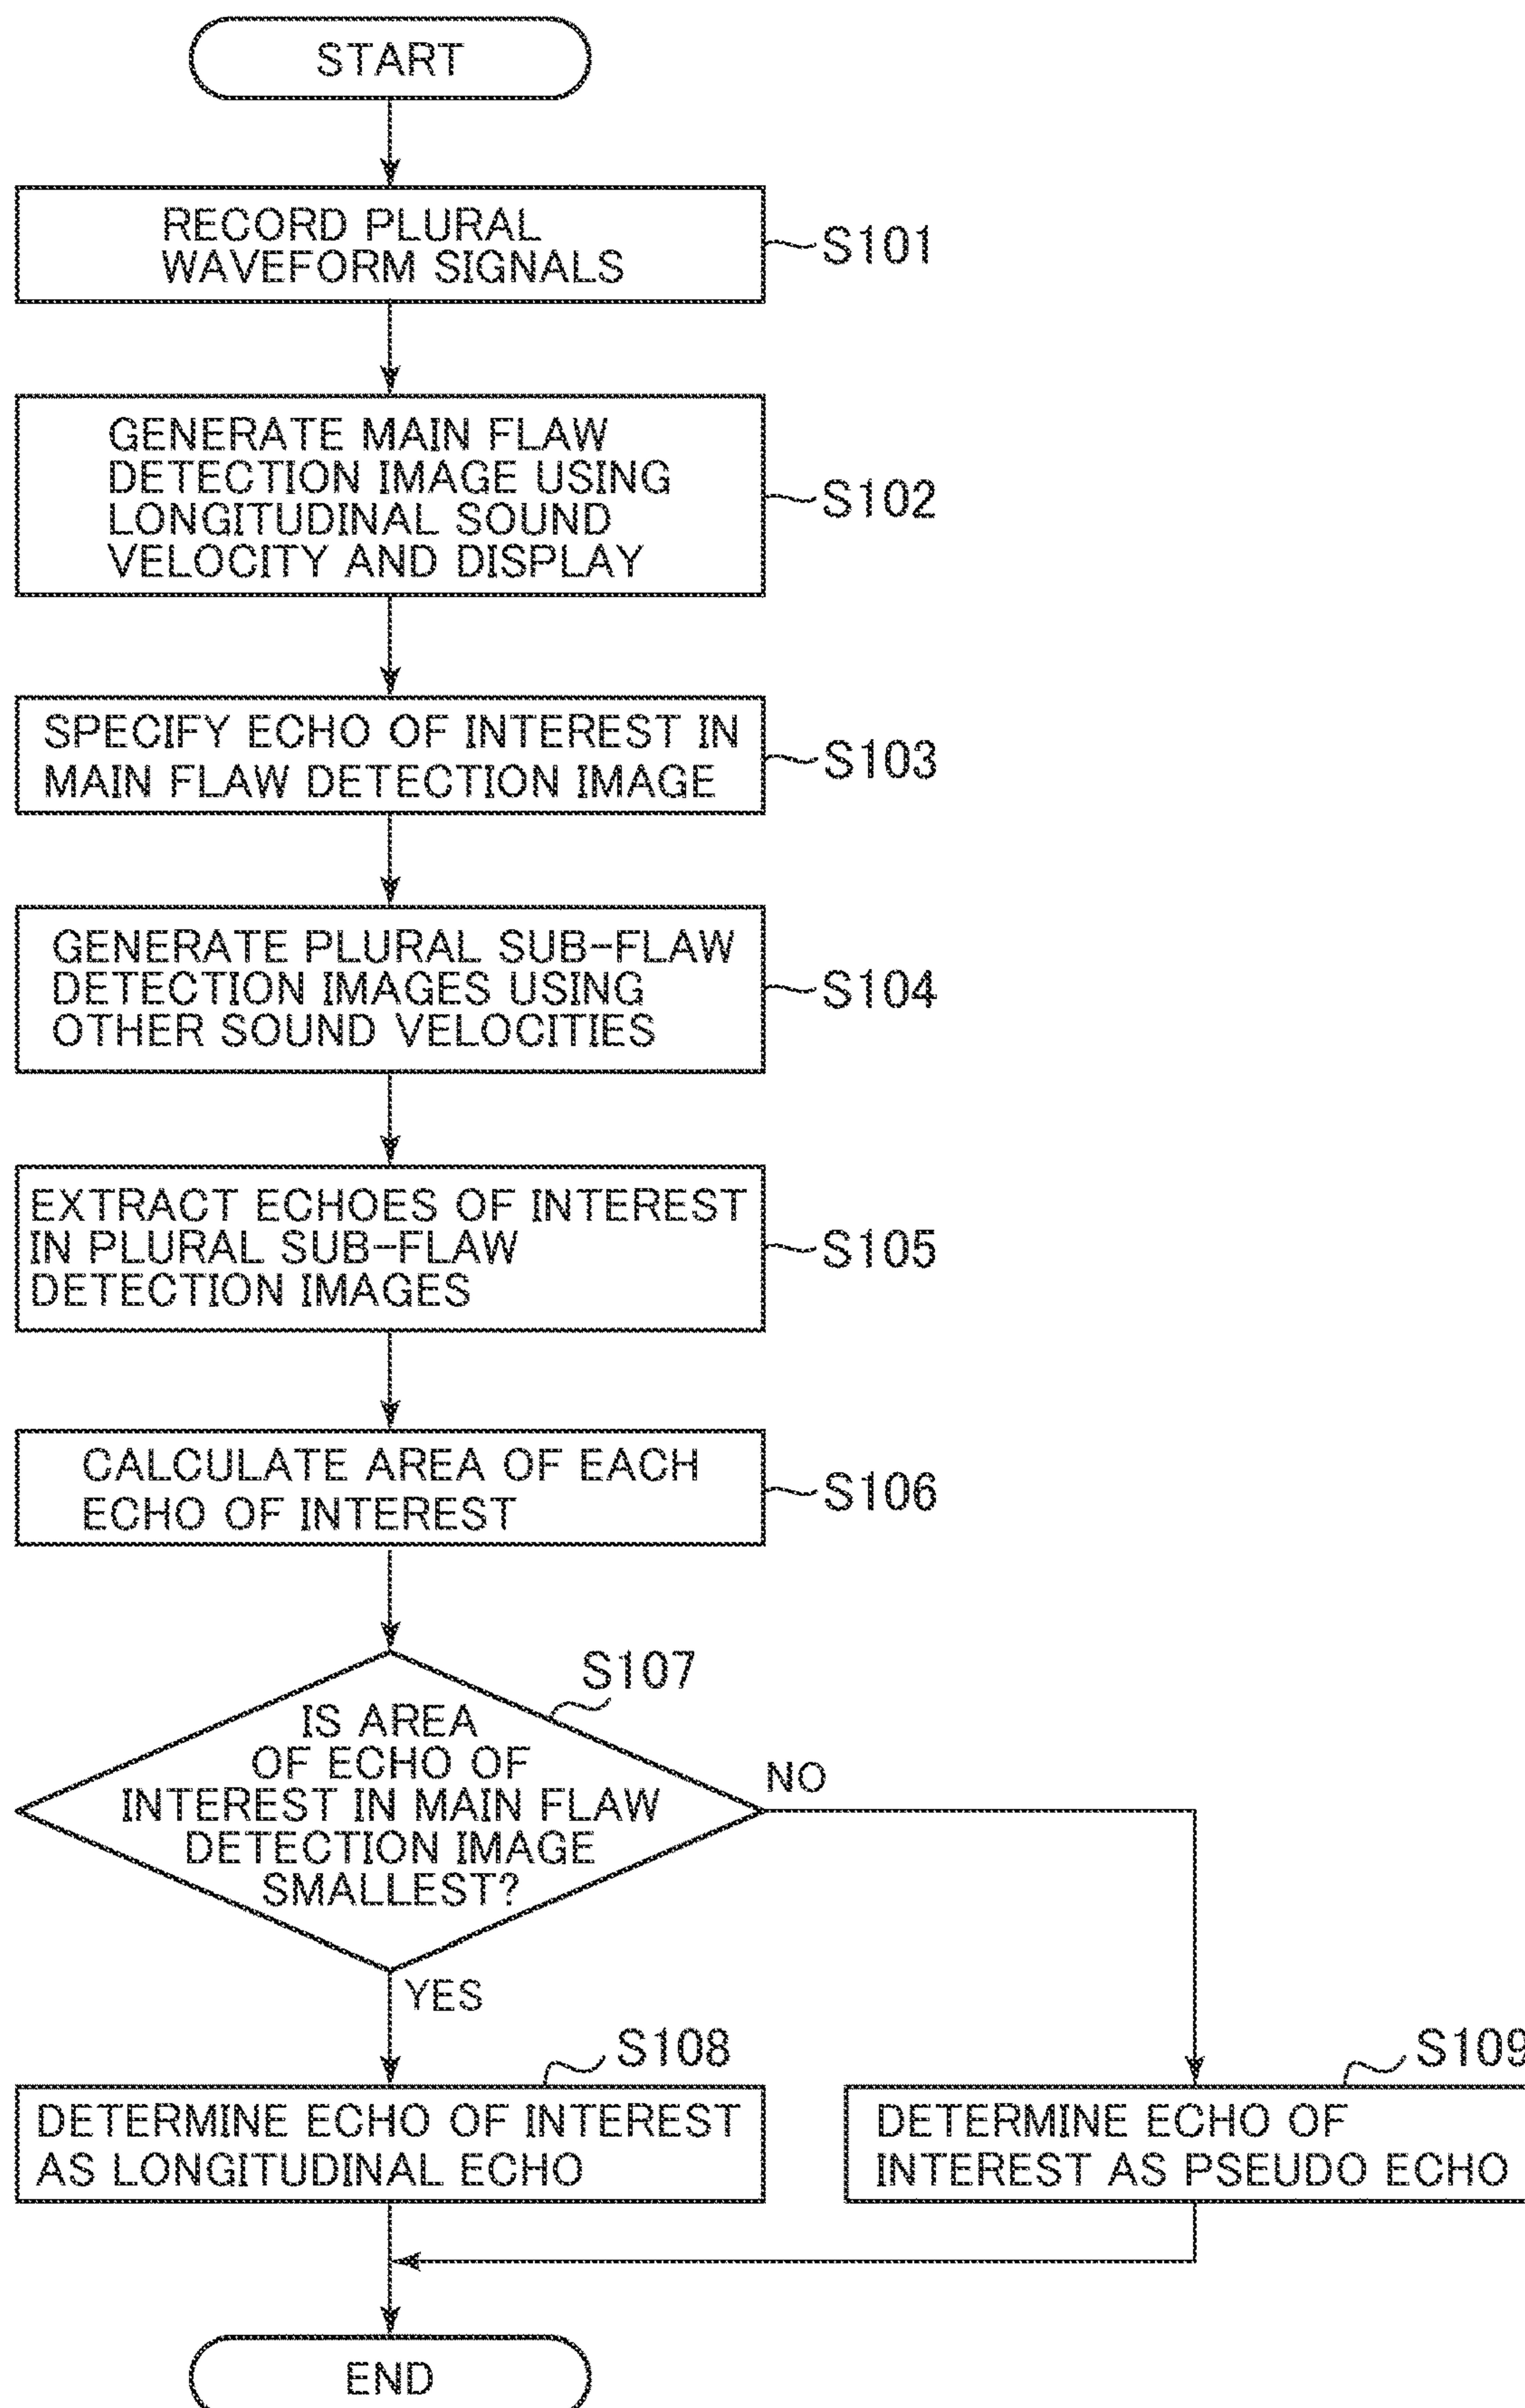 START
RECORD PLURAL
WAVEFORM SIGNALS
S101
GENERATE MAIN FLAW
DETECTION IMAGE USING
LONGITUDINAL SOUND
VELOCITY AND DISPLAY
S102
SPECIFY ECHO OF INTEREST IN
MAIN FLAW DETECTION IMAGE
S103
GENERATE PLURAL SUB-FLAW
DETECTION IMAGES USING
OTHER SOUND VELOCITIES
S104
EXTRACT ECHOES OF INTEREST
IN PLURAL SUB-FLAW
DETECTION IMAGES
S105
CALCULATE AREA OF EACH
ECHO OF INTEREST
S106
S107
IS AREA
OF ECHO OF
INTEREST IN MAIN FLAW
DETECTION IMAGE
SMALLEST?
NO
YES
S108
DETERMINE ECHO OF INTEREST
AS LONGITUDINAL ECHO
S109
DETERMINE ECHO OF
INTEREST AS PSEUDO ECHO
END